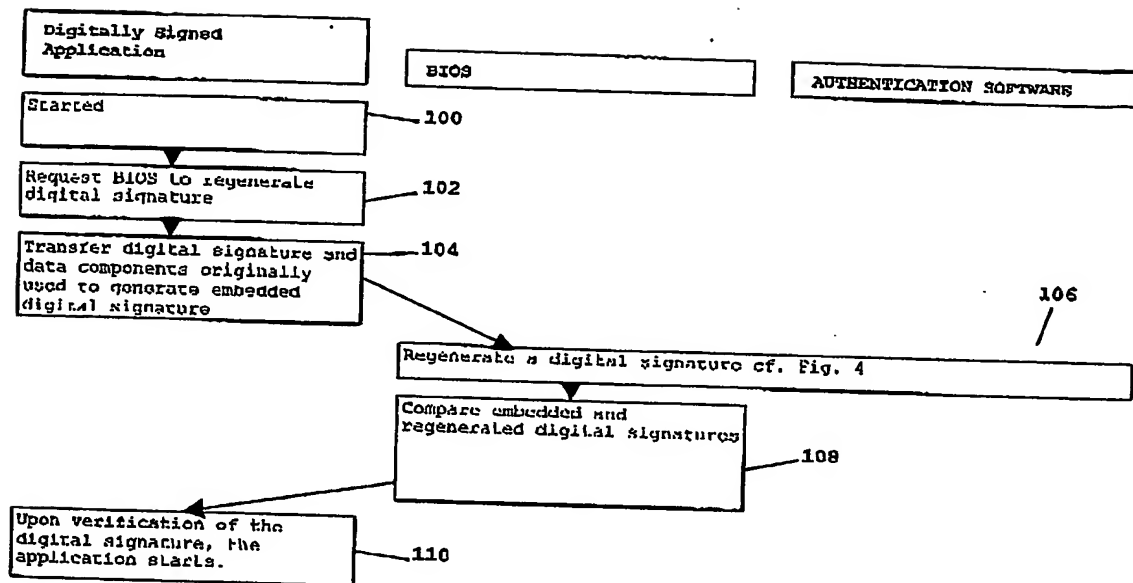 Digitally Signed
Application
BIOS
AUTHENTICATION SOFTWARE
Started
100
Request BIOS to regenerate
digital signature
102
Transfer digital signature and
data components originally
used to generate embedded
digital signature
104
106
Regenerate a digital signature cf. Fig. 4
Compare embedded and
regenerated digital signatures
108
Upon verification of the
digital signature, the
application starts.
110